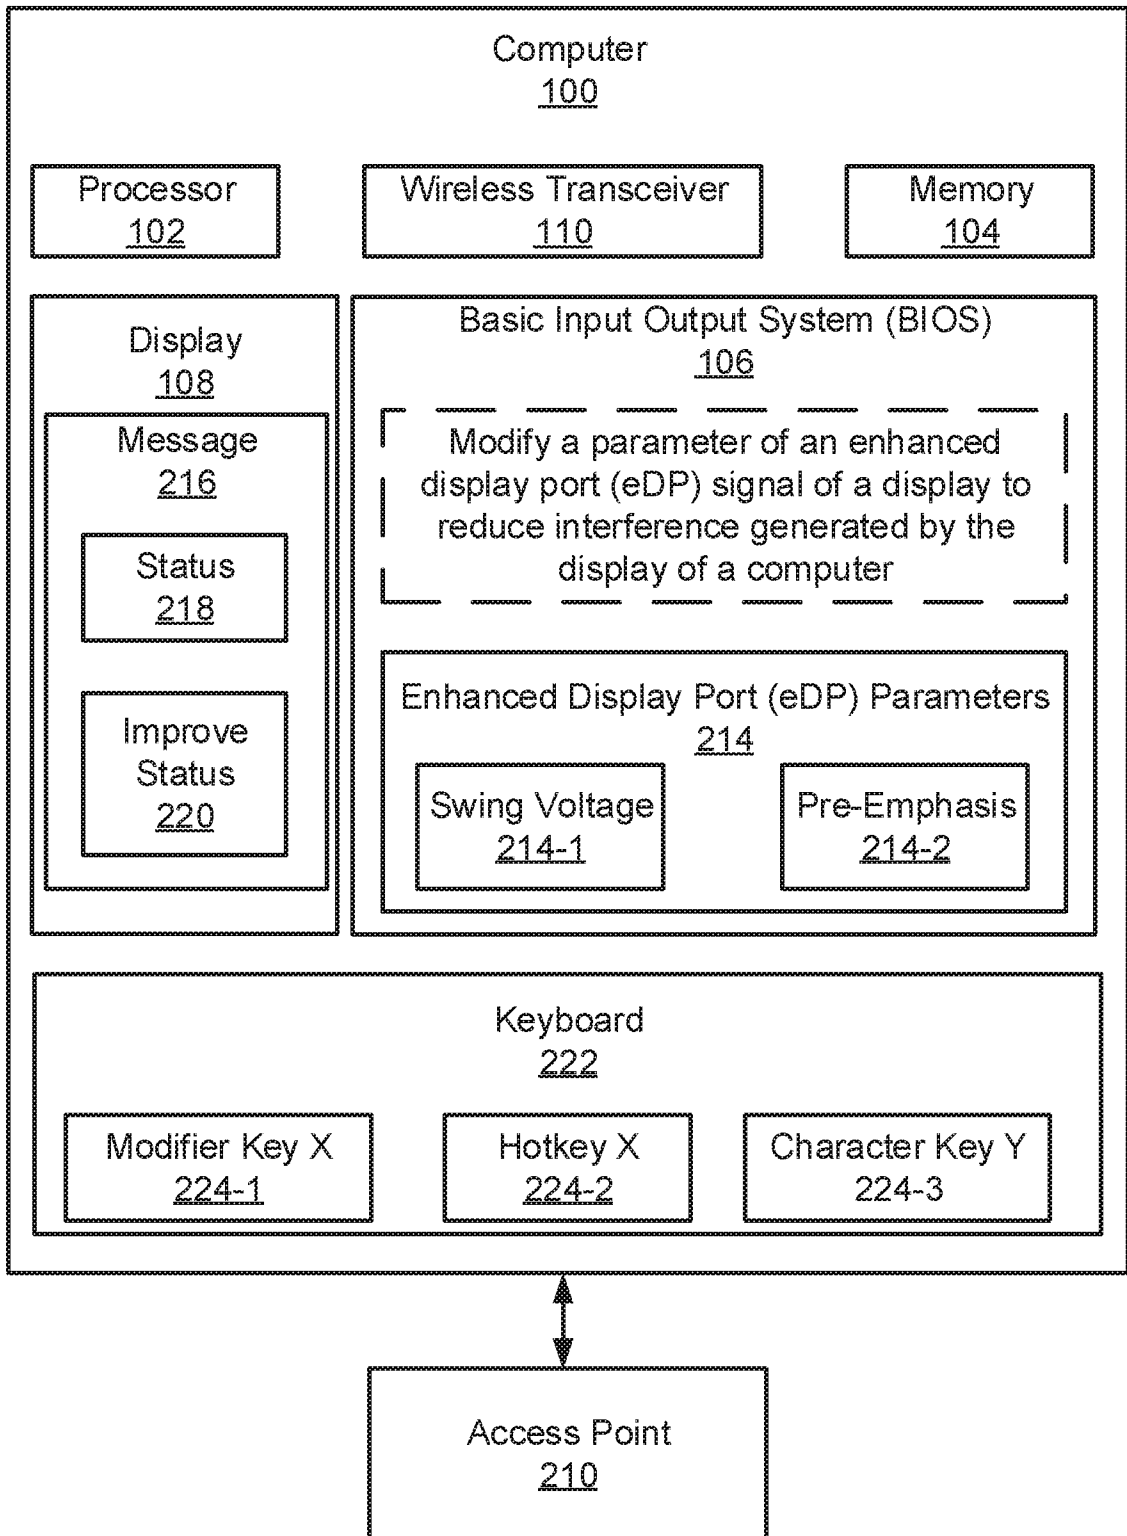 Computer
100
Processor
102
Wireless Transceiver
110
Memory
104
Display
108
Message
216
Status
218
Improve
Status
220
Basic Input Output System (BIOS)
106
Modify a parameter of an enhanced
display port (eDP) signal of a display to
reduce interference generated by the
display of a computer
Enhanced Display Port (eDP) Parameters
214
Swing Voltage
214-1
Pre-Emphasis
214-2
Keyboard
222
Modifier Key X
224-1
Hotkey X
224-2
Character Key Y
224-3
Access Point
210